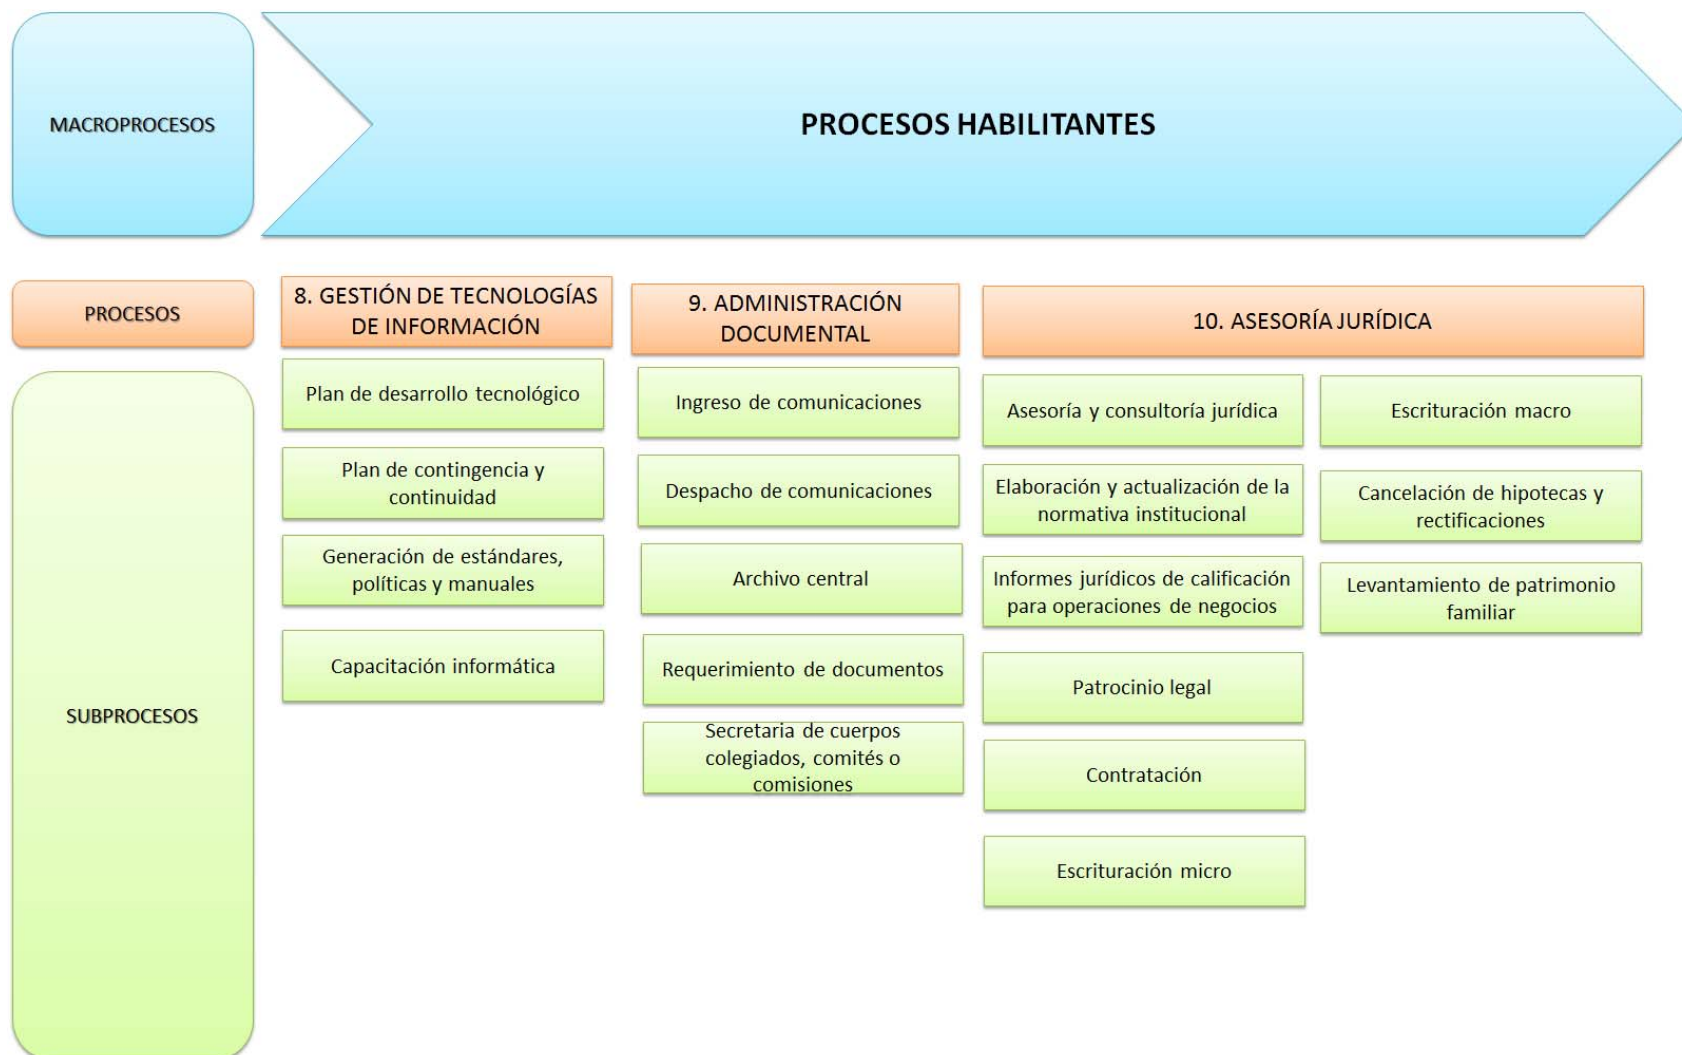 MACROPROCESOS
PROCESOS HABILITANTES
PROCESOS
8. GESTIÓN DE TECNOLOGÍAS
DE INFORMACIÓN
9. ADMINISTRACIÓN
DOCUMENTAL
10. ASESORÍA JURÍDICA
SUBPROCESOS
Plan de desarrollo tecnológico
Plan de contingencia y
continuidad
Generación de estándares,
políticas y manuales
Capacitación informática
Ingreso de comunicaciones
Despacho de comunicaciones
Archivo central
Requerimiento de documentos
Secretaria de cuerpos
colegiados, comités o
comisiones
Asesoría y consultoría jurídica
Elaboración y actualización de la
normativa institucional
Informes jurídicos de calificación
para operaciones de negocios
Patrocinio legal
Contratación
Escrituración micro
Escrituración macro
Cancelación de hipotecas y
rectificaciones
Levantamiento de patrimonio
familiar